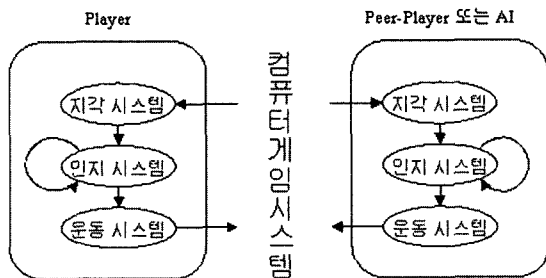 Player
Peer-Player 또는 AI
지각 시스템
인지 시스템
운동 시스템
컴퓨터게임시스템
지각 시스템
인지 시스템
운동 시스템